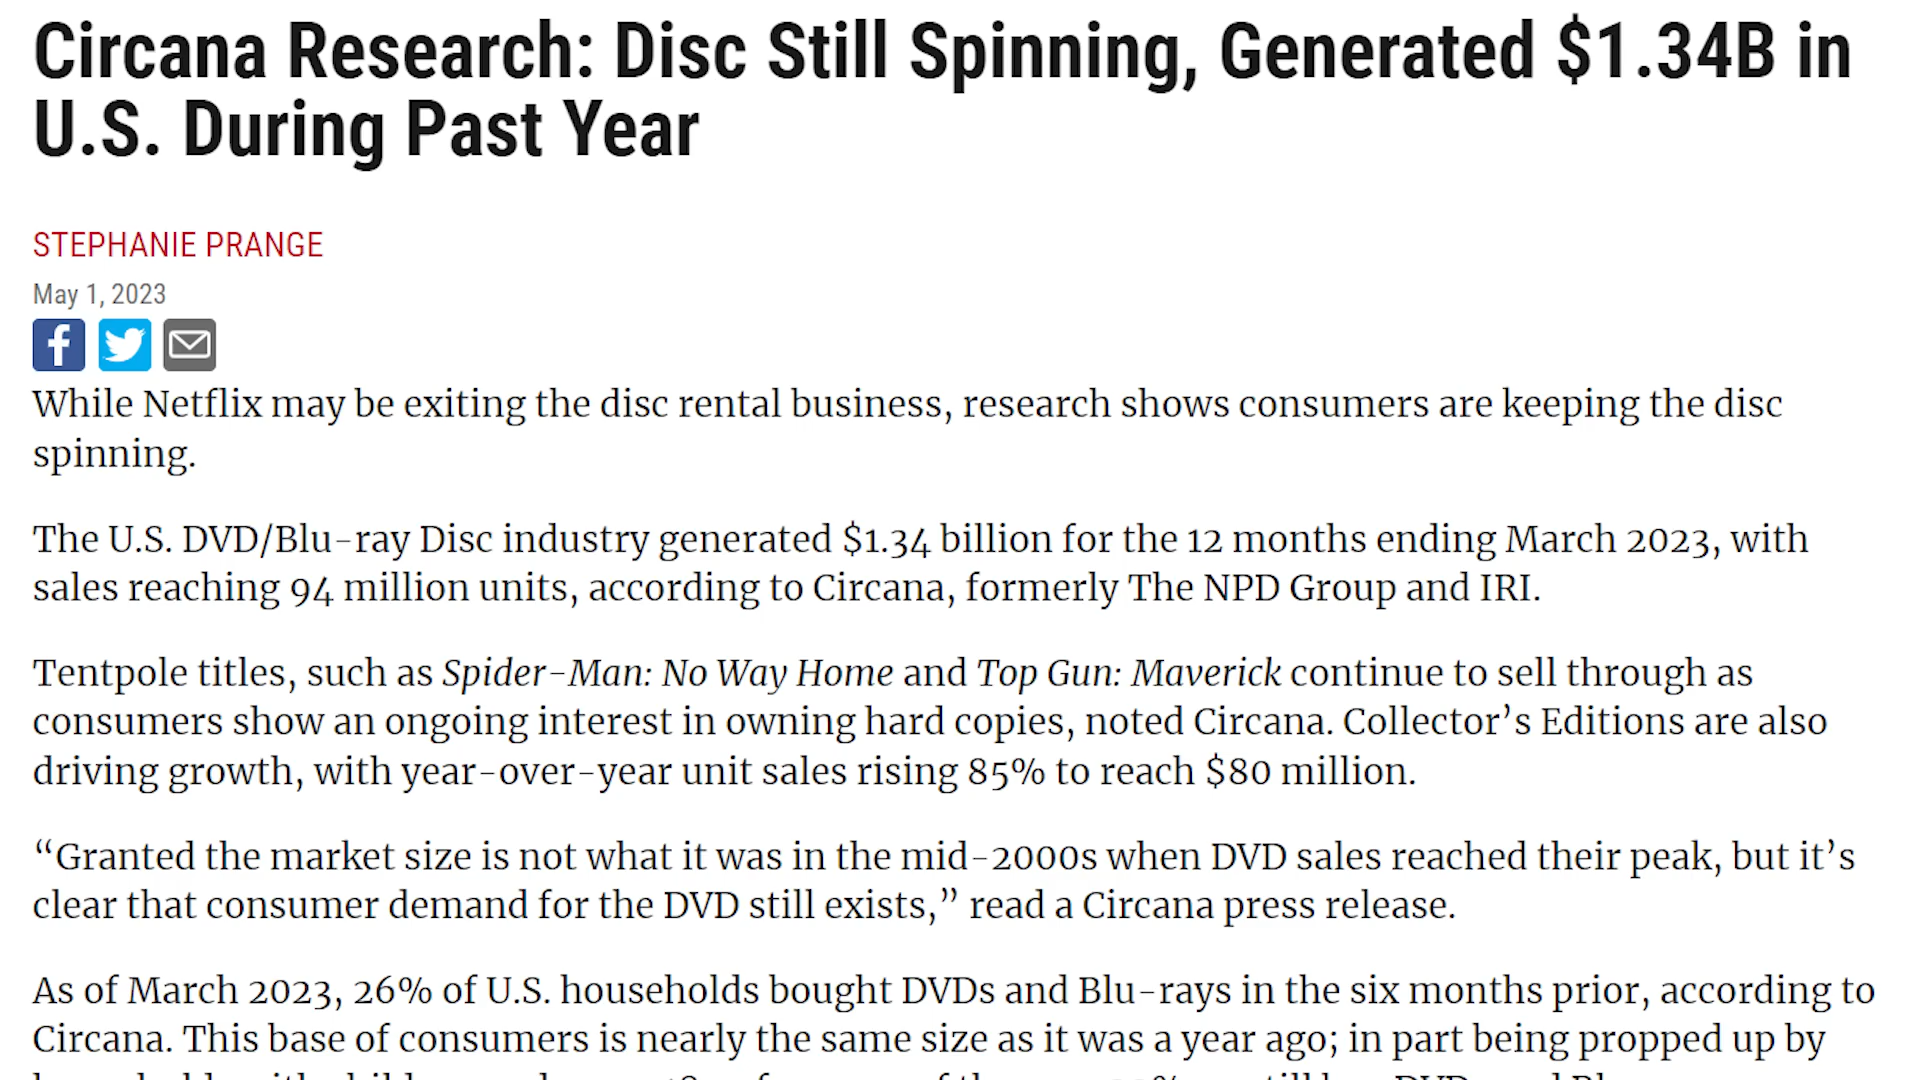 Circana Research: Disc Still Spinning, Generated $1.34B in
U.S. During Past Year
STEPHANIE PRANGE
May 1, 2023
While Netflix may be exiting the disc rental business, research shows consumers are keeping the disc
spinning.
The U.S. DVD/Blu-ray Disc industry generated $1.34 billion for the 12 months ending March 2023, with
sales reaching 94 million units, according to Circana, formerly The NPD Group and IRI.
Tentpole titles, such as Spider-Man: No Way Home and Top Gun: Maverick continue to sell through as
consumers show an ongoing interest in owning hard copies, noted Circana. Collector’s Editions are also
driving growth, with year-over-year unit sales rising 85% to reach $80 million.
“Granted the market size is not what it was in the mid-2000s when DVD sales reached their peak, but it’s
clear that consumer demand for the DVD still exists,” read a Circana press release.
As of March 2023, 26% of U.S. households bought DVDs and Blu-rays in the six months prior, according to
Circana. This base of consumers is nearly the same size as it was a year ago; in part being propped up by